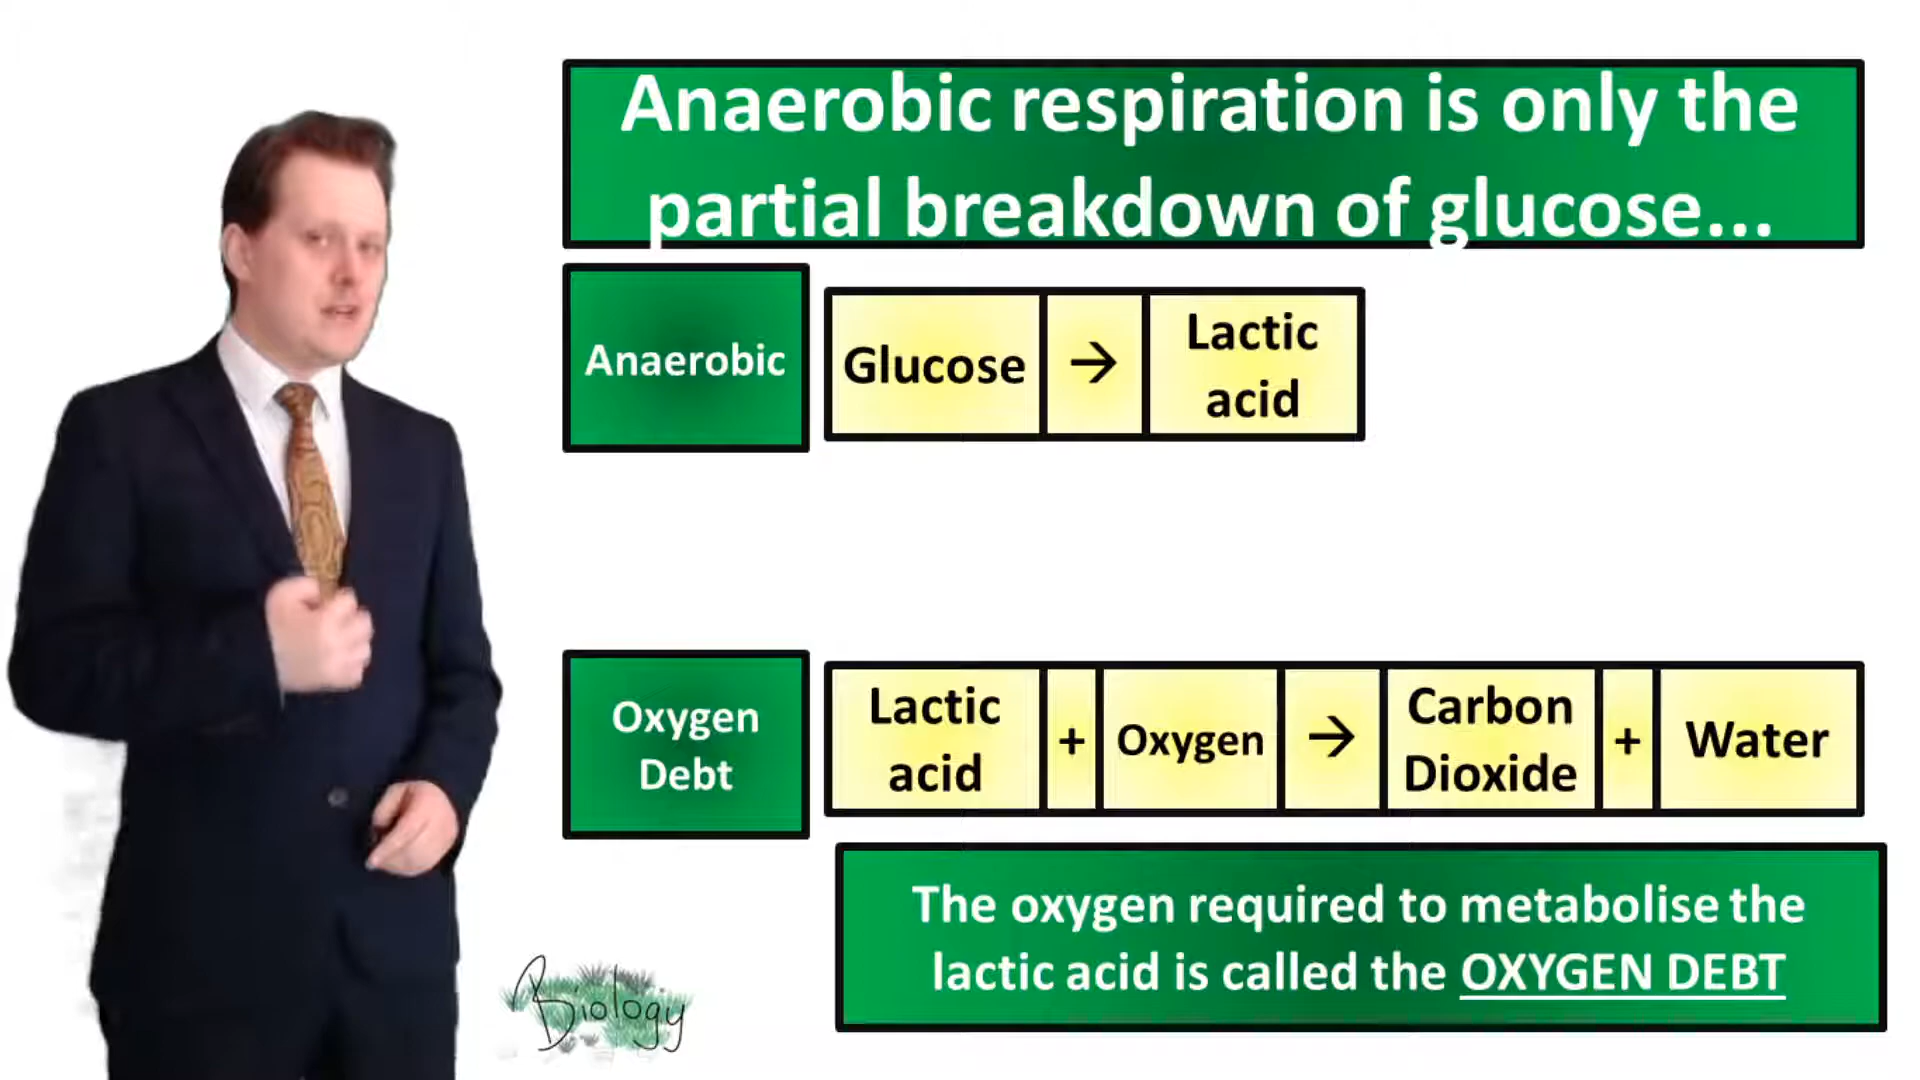 Anaerobic respiration is only the
partial breakdown of glucose...
Anaerobic
Glucose → Lactic acid
Oxygen
Debt
Lactic acid + Oxygen → Carbon Dioxide + Water
The oxygen required to metabolise the
lactic acid is called the OXYGEN DEBT
Biology